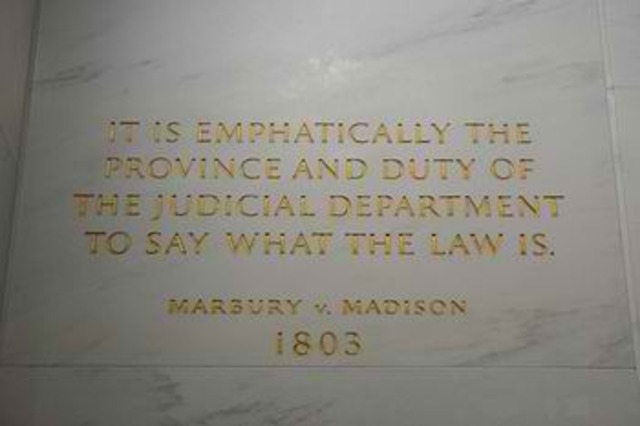 IT IS EMPHATICALLY THE
PROVINCE AND DUTY OF
THE JUDICIAL DEPARTMENT
TO SAY WHAT THE LAW IS.
MARBURY v. MADISON
1803